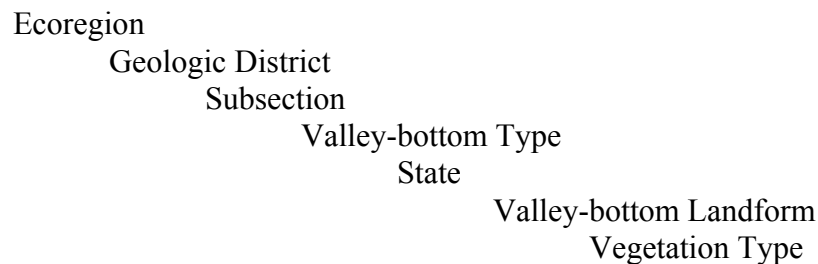 Ecoregion
Geologic District
Subsection
Valley-bottom Type
State
Valley-bottom Landform
Vegetation Type